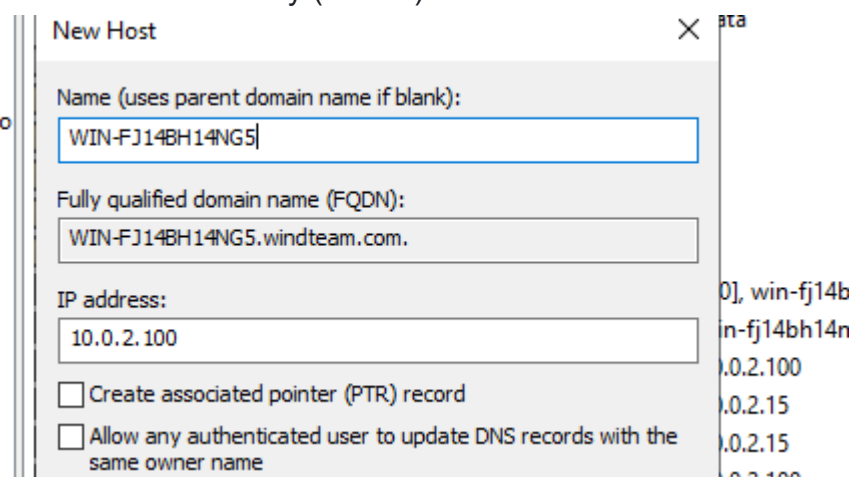 New Host
ata
Name (uses parent domain name if blank):
o
WIN-FJ14BH14NG5
Fully qualified domain name (FQDN):
WIN-FJ14BH14NG5.windteam.com.
IP address:
0], win-fj14b
10.0.2.100
in-fj14bh14n
.0.2.100
Create associated pointer (PTR) record
.0.2.15
Allow any authenticated user to update DNS records with the
same owner name
.0.2.15